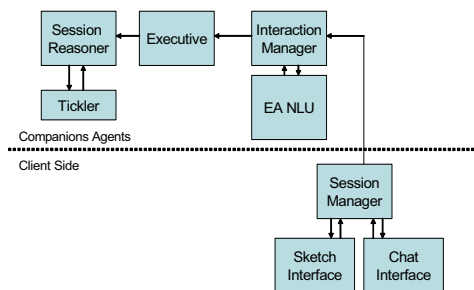 Session
Reasoner
Executive
Interaction
Manager
Tickler
EA NLU
Companions Agents
Client Side
Session
Manager
Sketch
Interface
Chat
Interface